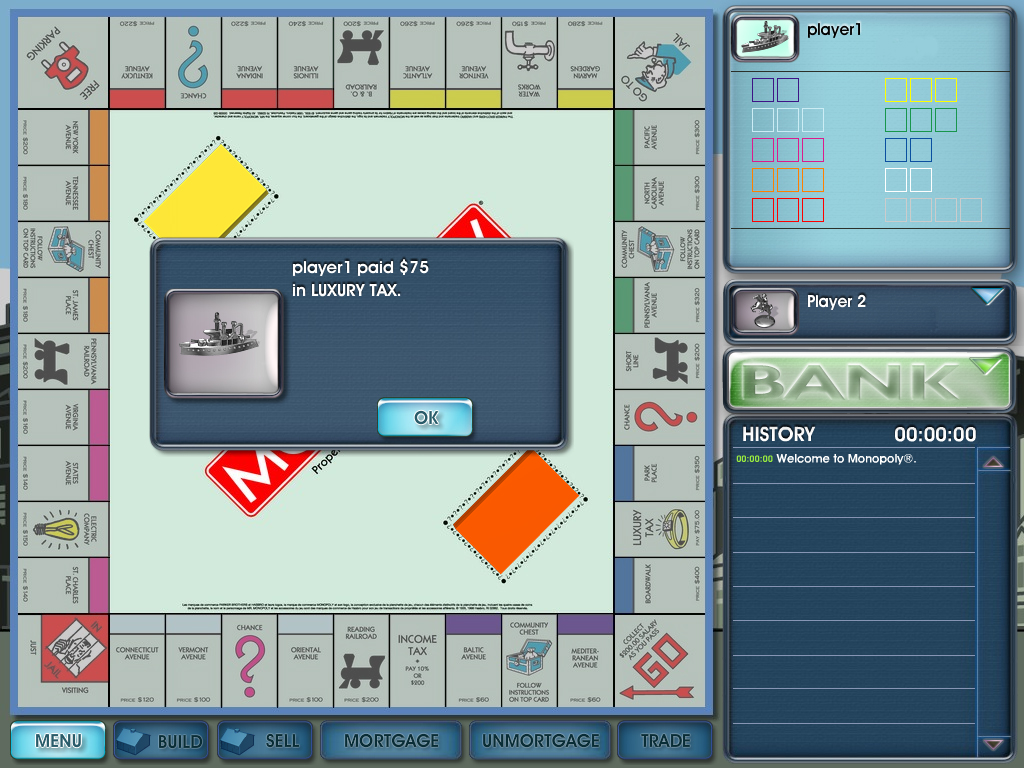 FREE
PARKING
PRICE $220
KENTUCKY
AVENUE
CHANCE
PRICE $220
INDIANA
AVENUE
PRICE $240
ILLINOIS
AVENUE
PRICE $200
B. & O.
RAILROAD
PRICE $260
ATLANTIC
AVENUE
PRICE $260
VENTNOR
AVENUE
PRICE $150
WATER
WORKS
PRICE $280
MARVIN
GARDENS
GO TO
JAIL
NEW YORK
AVENUE
PRICE $200
TENNESSEE
AVENUE
PRICE $180
COMMUNITY
CHEST
FOLLOW
INSTRUCTIONS
ON TOP CARD
ST. JAMES
PLACE
PRICE $180
PENNSYLVANIA
RAILROAD
PRICE $200
VIRGINIA
AVENUE
PRICE $160
STATES
AVENUE
PRICE $140
ELECTRIC
COMPANY
PRICE $150
ST. CHARLES
PLACE
PRICE $140
PACIFIC
AVENUE
PRICE $300
NORTH
CAROLINA
AVENUE
PRICE $300
COMMUNITY
CHEST
FOLLOW
INSTRUCTIONS
ON TOP CARD
PENNSYLVANIA
AVENUE
PRICE $320
SHORT
LINE
PRICE $200
CHANCE
PARK
PLACE
PRICE $350
LUXURY
TAX
PAY $75.00
BOARDWALK
PRICE $400
player1 paid $75
in LUXURY TAX.
OK
MO
Prope
JUST
IN
JAIL
VISITING
CONNECTICUT
AVENUE
PRICE $120
VERMONT
AVENUE
PRICE $100
CHANCE
ORIENTAL
AVENUE
PRICE $100
READING
RAILROAD
PRICE $200
INCOME
TAX
PAY 10%
OR
$200
BALTIC
AVENUE
PRICE $60
COMMUNITY
CHEST
FOLLOW
INSTRUCTIONS
ON TOP CARD
MEDITER-
RANEAN
AVENUE
PRICE $60
COLLECT
$200.00 SALARY
AS YOU PASS
GO
player1
Player 2
BANK
HISTORY 00:00:00
00:00:00 Welcome to Monopoly®.
MENU
BUILD
SELL
MORTGAGE
UNMORTGAGE
TRADE